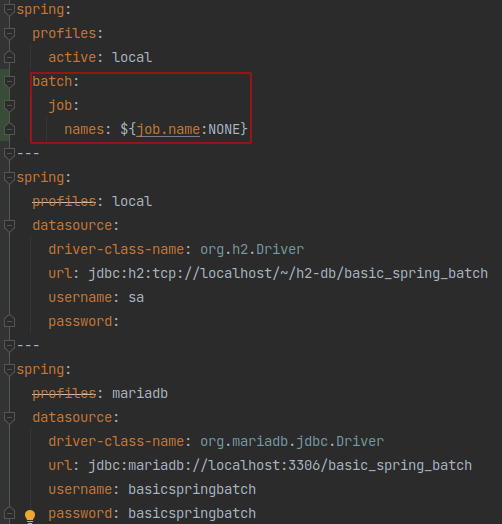 spring:
  profiles:
    active: local
  batch:
    job:
      names: ${job.name:NONE}
---
spring:
  profiles: local
  datasource:
    driver-class-name: org.h2.Driver
    url: jdbc:h2:tcp://localhost/~/h2-db/basic_spring_batch
    username: sa
    password:
---
spring:
  profiles: mariadb
  datasource:
    driver-class-name: org.mariadb.jdbc.Driver
    url: jdbc:mariadb://localhost:3306/basic_spring_batch
    username: basicspringbatch
    password: basicspringbatch